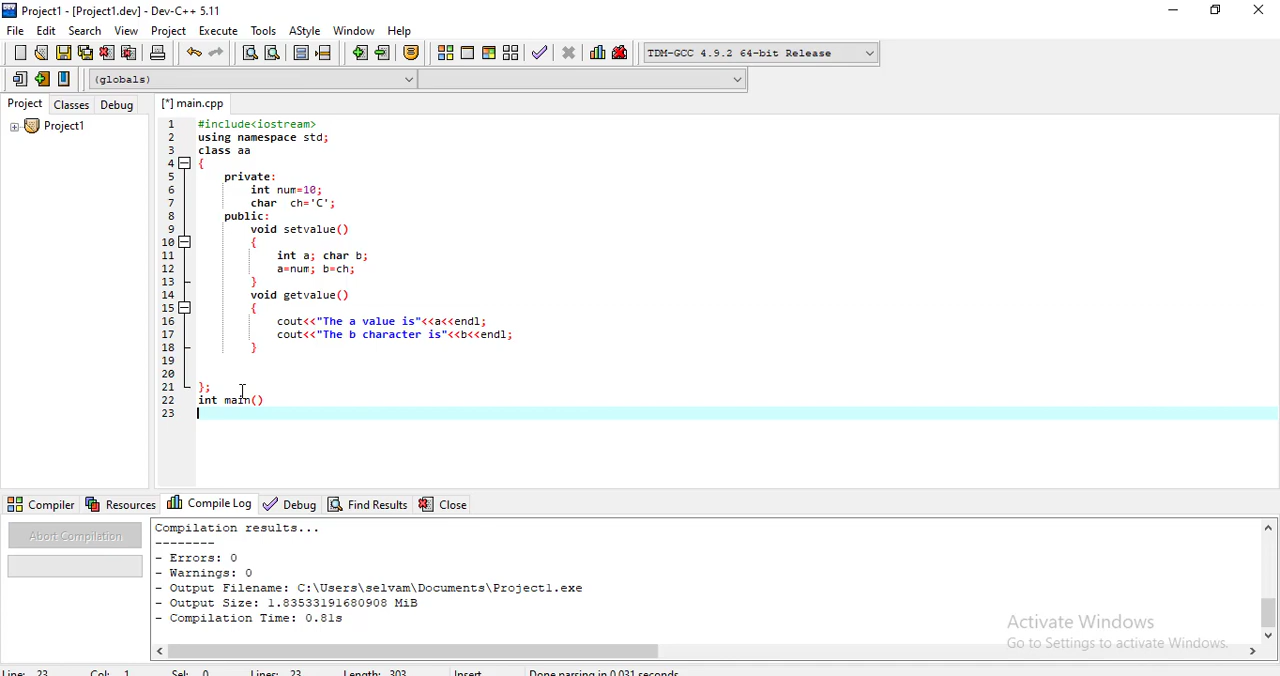 Project1 - [Project1.dev] - Dev-C++ 5.11
File Edit Search View Project Execute Tools AStyle Window Help
TDM-GCC 4.9.2 64-bit Release
(globals)
Project Classes Debug [*] main.cpp
Project1
1 #include<iostream>
2 using namespace std;
3 class aa
4 {
5 private:
6 int num=10;
7 char ch='C';
8 public:
9 void setvalue()
10 {
11 int a; char b;
12 a=num; b=ch;
13 }
14 void getvalue()
15 {
16 cout<<"The a value is"<<a<<endl;
17 cout<<"The b character is"<<b<<endl;
18 }
19
20
21 };
22 int main()
23
Compiler Resources Compile Log Debug Find Results Close
Abort Compilation
Compilation results...
--------
- Errors: 0
- Warnings: 0
- Output Filename: C:\Users\selvam\Documents\Project1.exe
- Output Size: 1.83533191680908 MiB
- Compilation Time: 0.81s
Activate Windows
Go to Settings to activate Windows.
Line: 23 Col: 1 Sel: 0 Lines: 23 Length: 303 Insert Done parsing in 0.031 seconds